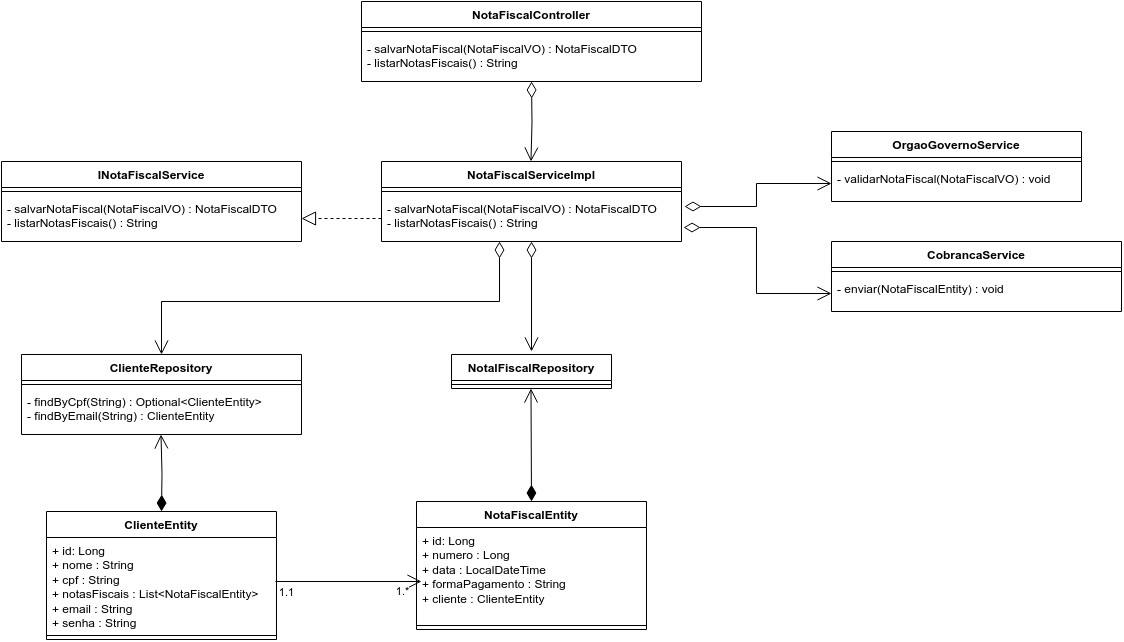 NotaFiscalController
- salvarNotaFiscal(NotaFiscalVO) : NotaFiscalDTO
- listarNotasFiscais() : String
OrgaoGovernoService
- validarNotaFiscal(NotaFiscalVO) : void
INotaFiscalService
- salvarNotaFiscal(NotaFiscalVO) : NotaFiscalDTO
- listarNotasFiscais() : String
NotaFiscalServiceImpl
- salvarNotaFiscal(NotaFiscalVO) : NotaFiscalDTO
- listarNotasFiscais() : String
CobrancaService
- enviar(NotaFiscalEntity) : void
ClienteRepository
- findByCpf(String) : Optional<ClienteEntity>
- findByEmail(String) : ClienteEntity
NotalFiscalRepository
ClienteEntity
+ id: Long
+ nome : String
+ cpf : String
+ notasFiscais : List<NotaFiscalEntity>
+ email : String
+ senha : String
1.1
1.*
NotaFiscalEntity
+ id: Long
+ numero : Long
+ data : LocalDateTime
+ formaPagamento : String
+ cliente : ClienteEntity